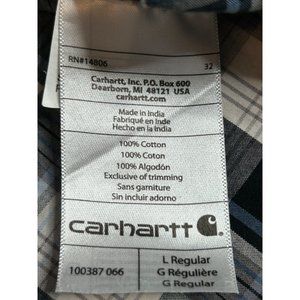 RN#14806 32
Carhartt, Inc. P.O. Box 600
Dearborn, MI 48121 USA
carhartt.com
Made in India
Fabriqué en Inde
Hecho en la India
100% Cotton
100% Coton
100% Algodón
Exclusive of trimming
Sans garniture
Sin incluir adorno
carhartt
100387 066
L Regular
G Régulière
G Regular